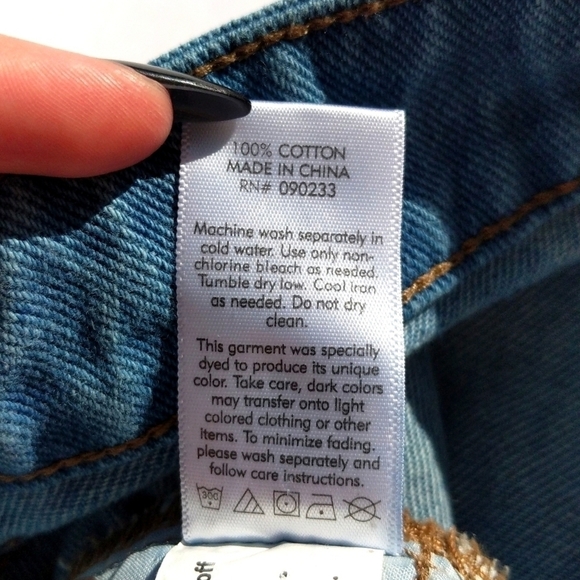 100% COTTON
MADE IN CHINA
RN# 090233
Machine wash separately in
cold water. Use only non-
chlorine bleach as needed.
Tumble dry low. Cool iron
as needed. Do not dry
clean.
This garment was specially
dyed to produce its unique
color. Take care, dark colors
may transfer onto light
colored clothing or other
items. To minimize fading.
please wash separately and
follow care instructions.
300
off